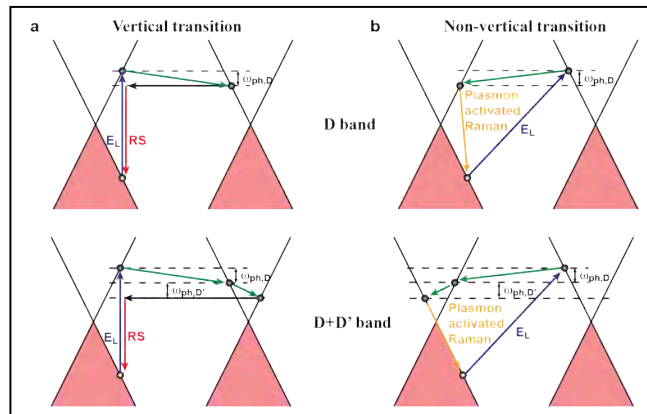 a
Vertical transition
b
Non-vertical transition
ωph,D
EL
RS
ωph,D
Plasmon
activated
Raman
EL
D band
ωph,D
ωph,D'
EL
RS
ωph,D
ωph,D'
Plasmon
activated
Raman
EL
D+D' band